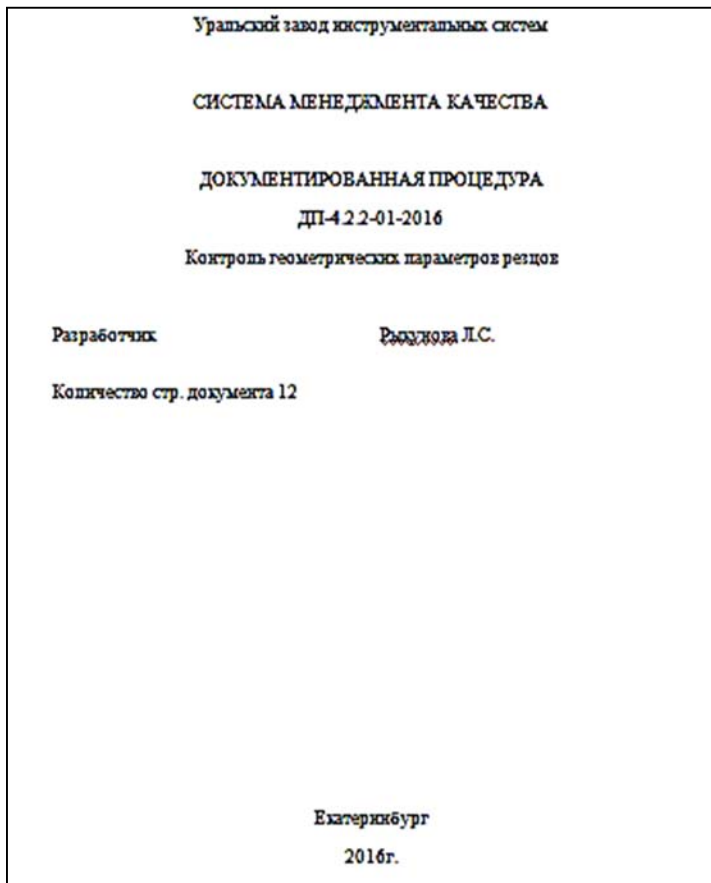 Уральский завод инструментальных систем
СИСТЕМА МЕНЕДЖМЕНТА КАЧЕСТВА
ДОКУМЕНТИРОВАННАЯ ПРОЦЕДУРА
ДП-4.2.2-01-2016
Контроль геометрических параметров резцов
Разработчик Рыкунова Л.С.
Количество стр. документа 12
Екатеринбург
2016г.